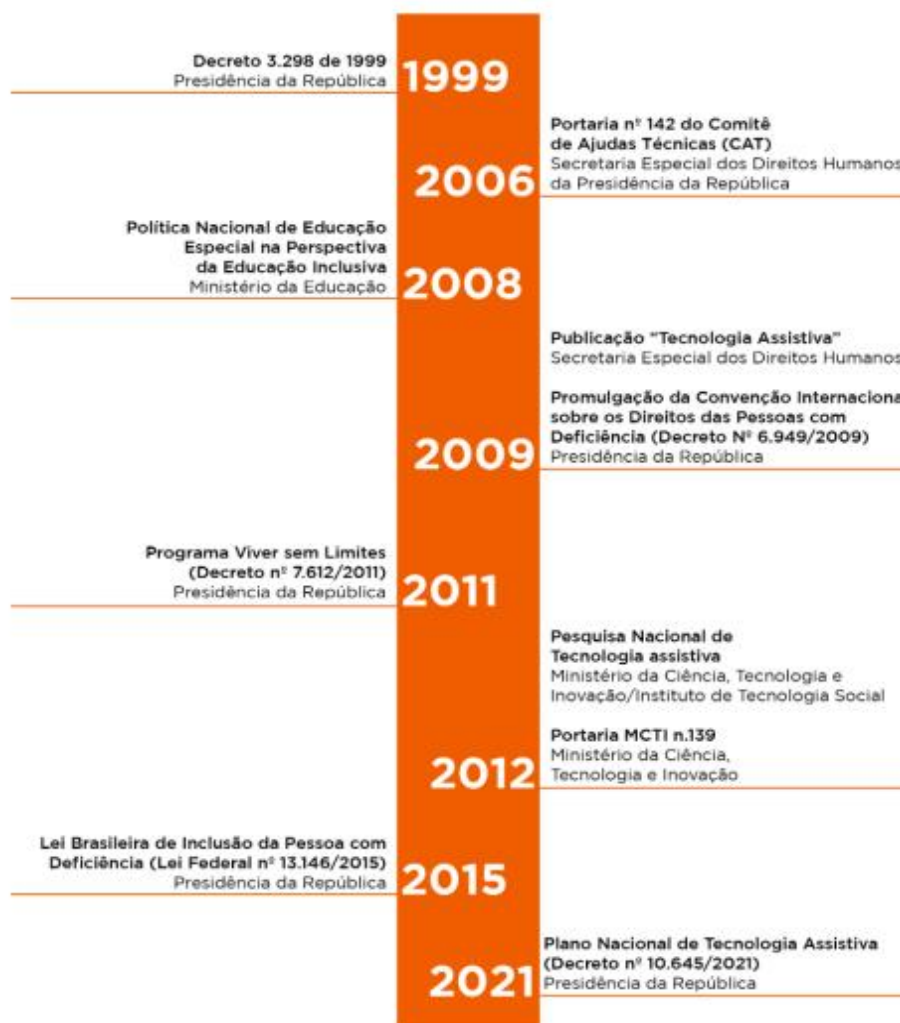 Decreto 3.298 de 1999
Presidência da República
1999
Portaria nº 142 do Comitê
de Ajudas Técnicas (CAT)
Secretaria Especial dos Direitos Humanos
da Presidência da República
2006
Política Nacional de Educação
Especial na Perspectiva
da Educação Inclusiva
Ministério da Educação
2008
Publicação "Tecnologia Assistiva"
Secretaria Especial dos Direitos Humanos
Promulgação da Convenção Internaciona
sobre os Direitos das Pessoas com
Deficiência (Decreto Nº 6.949/2009)
Presidência da República
2009
Programa Viver sem Limites
(Decreto nº 7.612/2011)
Presidência da República
2011
Pesquisa Nacional de
Tecnologia assistiva
Ministério da Ciência, Tecnologia e
Inovação/Instituto de Tecnologia Social
Portaria MCTI n.139
Ministério da Ciência,
Tecnologia e Inovação
2012
Lei Brasileira de Inclusão da Pessoa com
Deficiência (Lei Federal nº 13.146/2015)
Presidência da República
2015
Plano Nacional de Tecnologia Assistiva
(Decreto nº 10.645/2021)
Presidência da República
2021